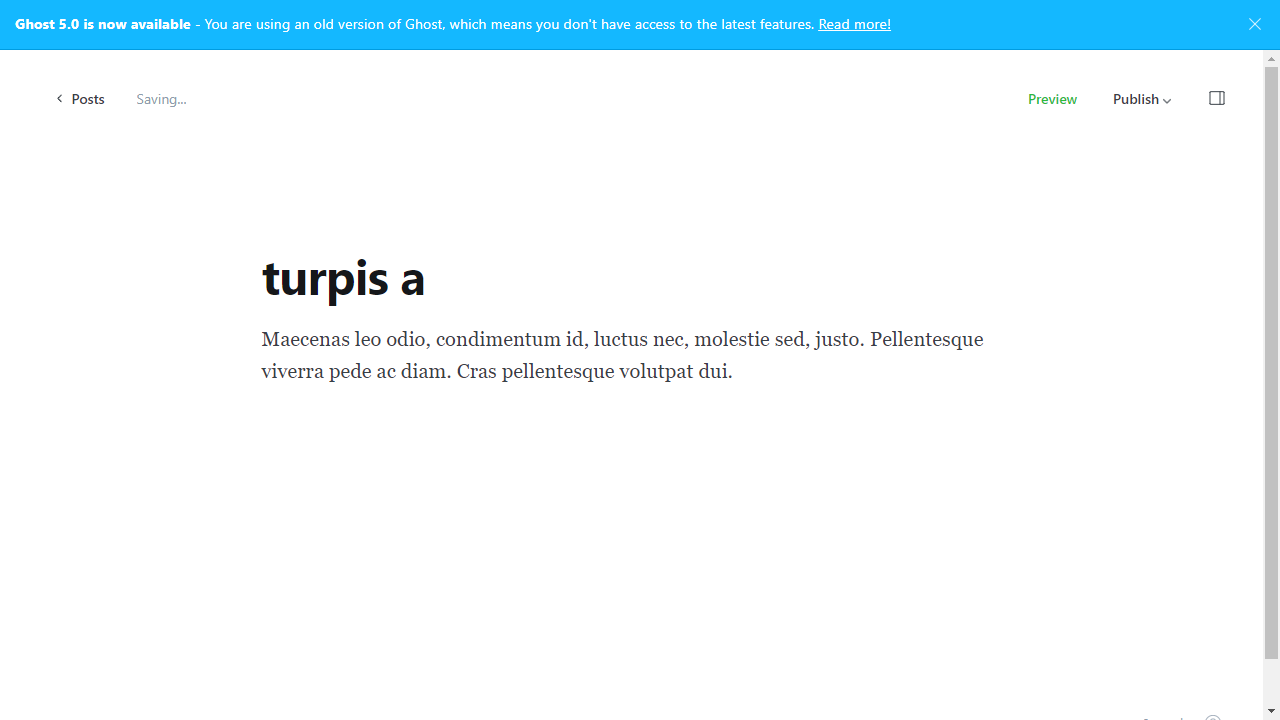 Ghost 5.0 is now available - You are using an old version of Ghost, which means you don't have access to the latest features. Read more!
Posts
Saving...
Preview
Publish
turpis a
Maecenas leo odio, condimentum id, luctus nec, molestie sed, justo. Pellentesque
viverra pede ac diam. Cras pellentesque volutpat dui.